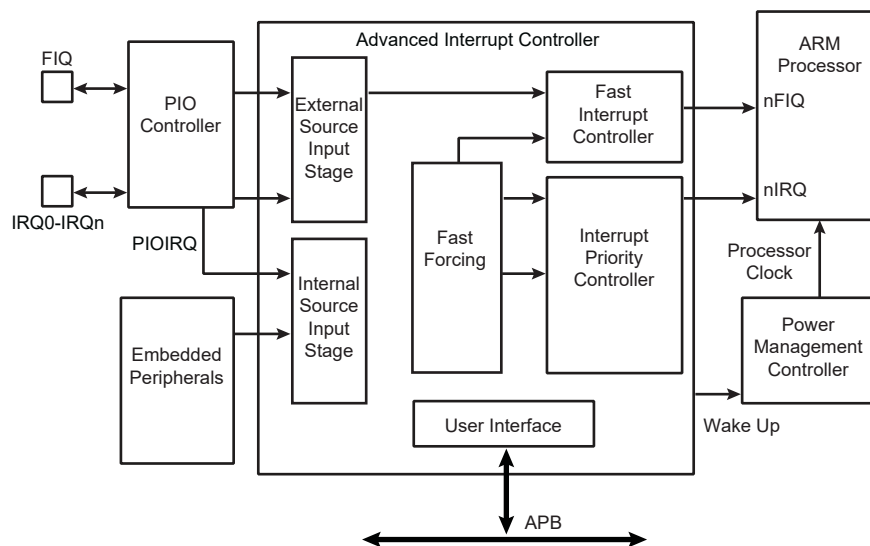 Advanced Interrupt Controller
FIQ
PIO
Controller
IRQ0-IRQn
PIOIRQ
Embedded
Peripherals
External
Source
Input
Stage
Internal
Source
Input
Stage
Fast
Forcing
Fast
Interrupt
Controller
Interrupt
Priority
Controller
User Interface
APB
ARM
Processor
nFIQ
nIRQ
Processor
Clock
Power
Management
Controller
Wake Up